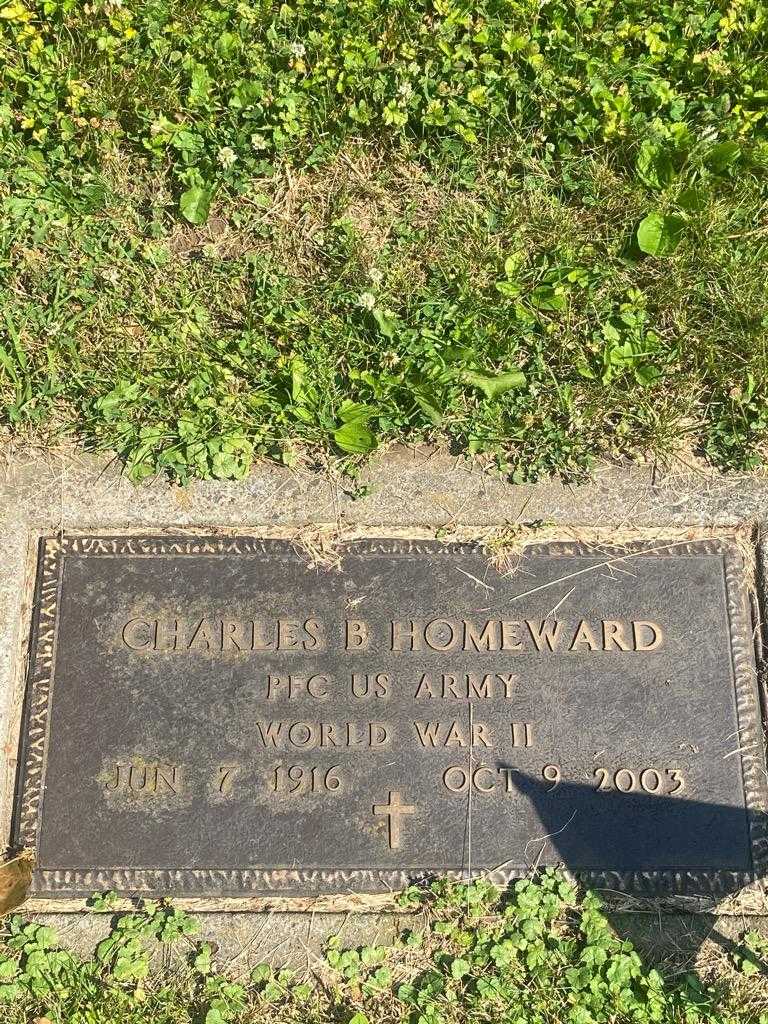 CHARLES B HOMEWARD
PFC US ARMY
WORLD WAR II
JUN 7 1916 OCT 9 2003